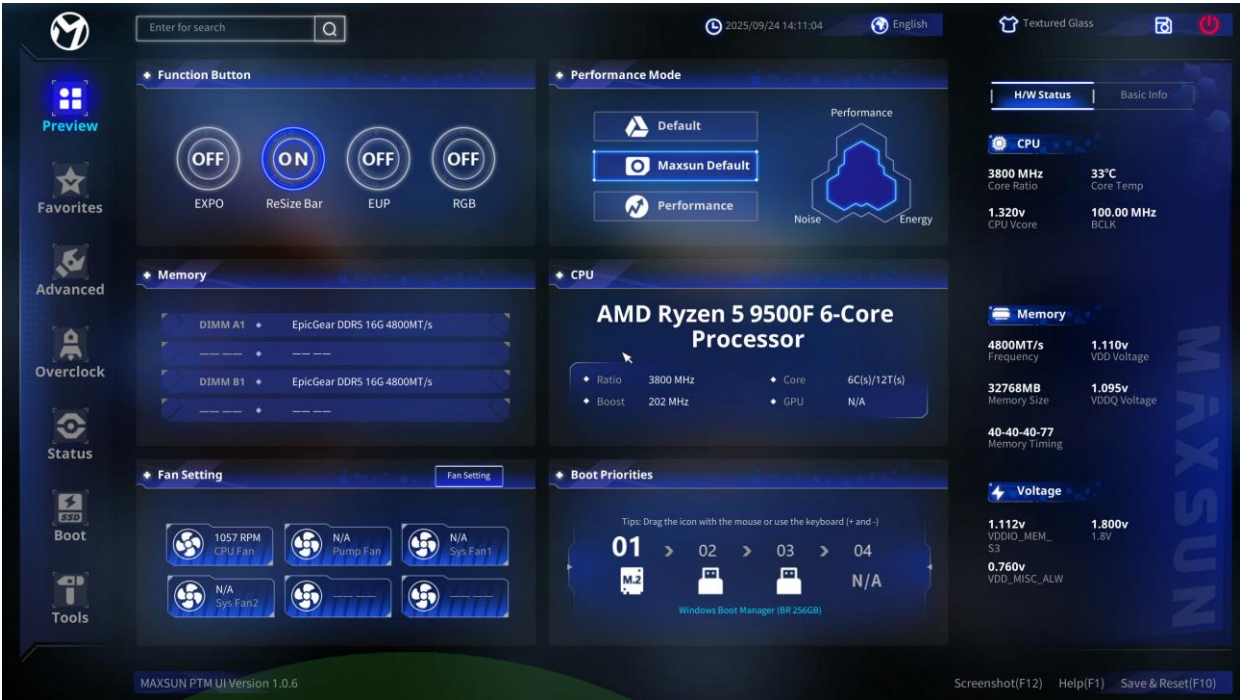 Enter for search
2025/09/24 14:11:04
English
Textured Glass
Preview
Favorites
Advanced
Overclock
Status
SSD
Boot
Tools
Function Button
OFF
ON
OFF
OFF
EXPO
ReSize Bar
EUP
RGB
Performance Mode
Default
Maxsun Default
Performance
Performance
Noise
Energy
Memory
DIMM A1 EpicGear DDR5 16G 4800MT/s
—— —— —— ——
DIMM B1 EpicGear DDR5 16G 4800MT/s
—— —— —— ——
CPU
AMD Ryzen 5 9500F 6-Core
Processor
Ratio 3800 MHz Core 6C(s)/12T(s)
Boost 202 MHz GPU N/A
Fan Setting
Fan Setting
1057 RPM
CPU Fan
N/A
Pump Fan
N/A
Sys Fan1
N/A
Sys Fan2
—— ——
—— ——
Boot Priorities
Tips: Drag the icon with the mouse or use the keyboard (+ and -)
01 > 02 > 03 > 04
M.2
N/A
Windows Boot Manager (BR 256GB)
H/W Status
Basic Info
CPU
3800 MHz 33°C
Core Ratio Core Temp
1.320v 100.00 MHz
CPU Vcore BCLK
Memory
4800MT/s 1.110v
Frequency VDD Voltage
32768MB 1.095v
Memory Size VDDQ Voltage
40-40-40-77
Memory Timing
Voltage
1.112v 1.800v
VDDIO_MEM_ 1.8V
S3
0.760v
VDD_MISC_ALW
MAXSUN
MAXSUN PTM UI Version 1.0.6
Screenshot(F12) Help(F1) Save & Reset(F10)